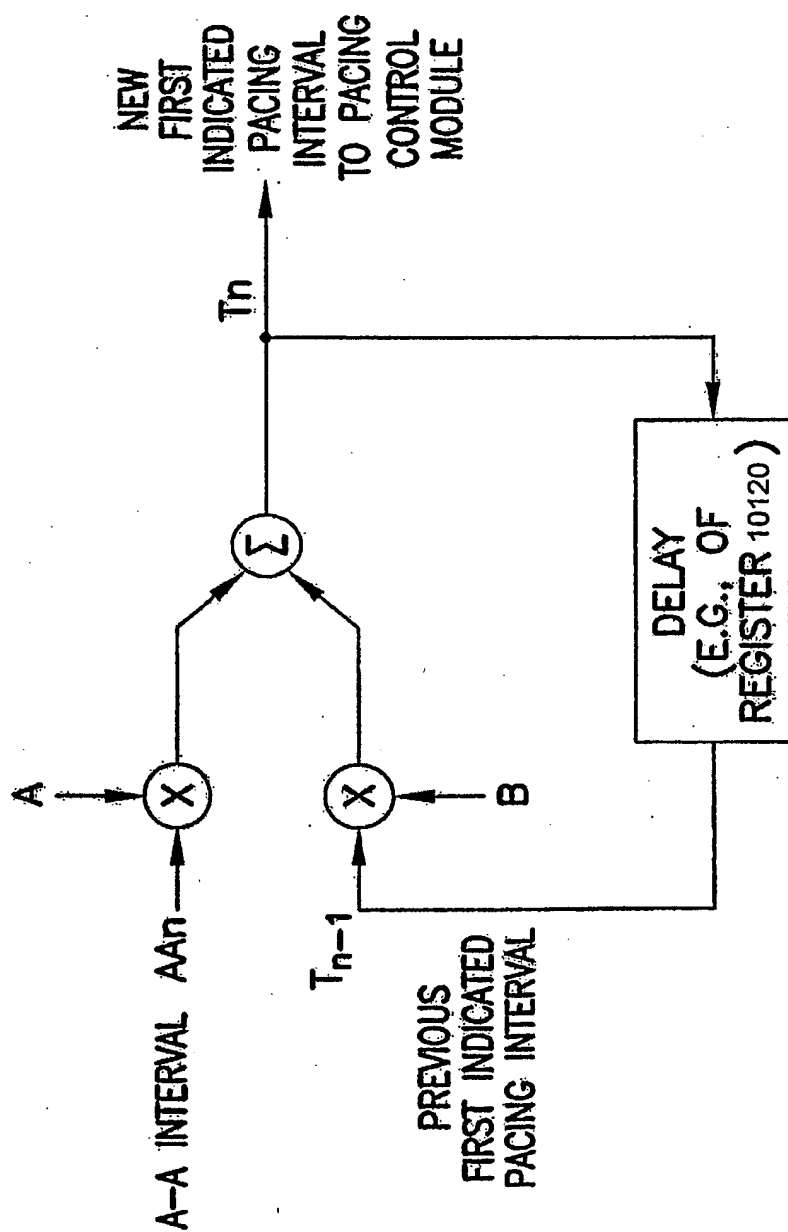 A
A-A INTERVAL AAn
X
Tn-1
X
B
PREVIOUS
FIRST INDICATED
PACING INTERVAL
Σ
Tn
NEW
FIRST
INDICATED
PACING
INTERVAL
TO PACING
CONTROL
MODULE
DELAY
(E.G., OF
REGISTER 10120)